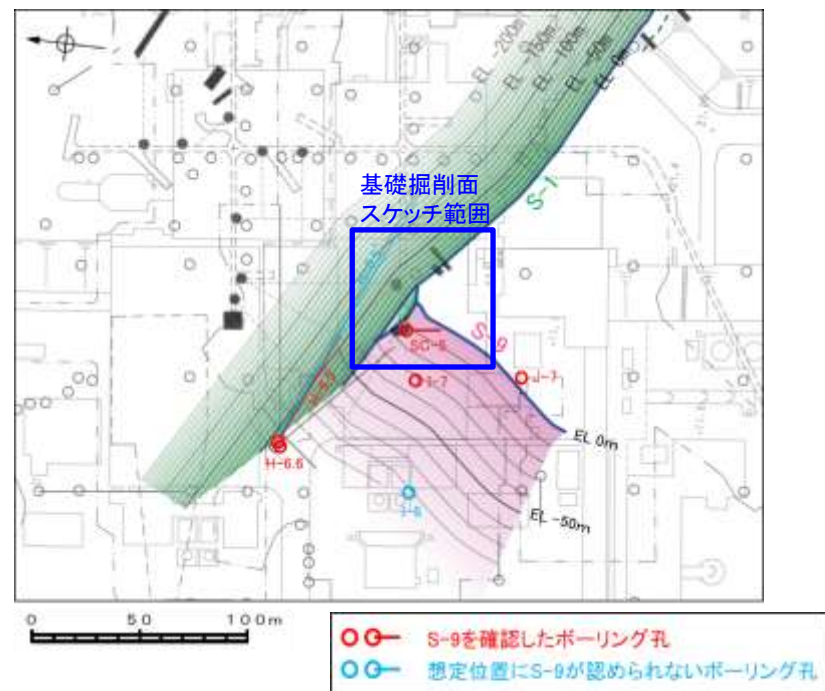 EL -200m
EL -150m
EL -100m
EL -50m
EL 0m
基礎掘削面
スケッチ範囲
S-1
S-9
SC-5
I-7
J-7
H-6.6
I-6
EL 0m
EL -50m
0 50 100m
S-9を確認したボーリング孔
想定位置にS-9が認められないボーリング孔